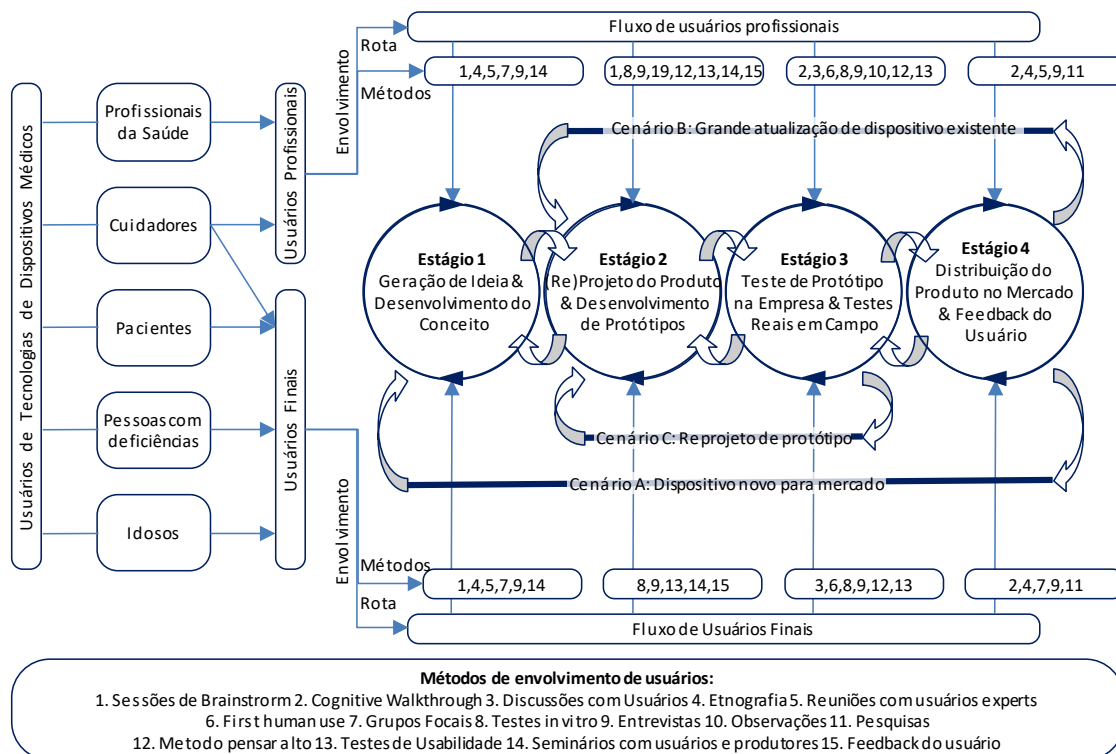 Fluxo de usuários profissionais
Rota
Envolvimento
Métodos
1,4,5,7,9,14
1,8,9,19,12,13,14,15
2,3,6,8,9,10,12,13
2,4,5,9,11
Usuários de Tecnologias de Dispositivos Médicos
Profissionais
da Saúde
Cuidadores
Pacientes
Pessoas com
deficiências
Idosos
Usuários Profissionais
Usuários Finais
Cenário B: Grande atualização de dispositivo existente
Estágio 1
Geração de Ideia &
Desenvolvimento do
Conceito
Estágio 2
(Re)Projeto do Produto
& Desenvolvimento
de Protótipos
Estágio 3
Teste de Protótipo
na Empresa & Testes
Reais em Campo
Estágio 4
Distribuição do
Produto no Mercado
& Feedback do
Usuário
Cenário C: Reprojeto de protótipo
Cenário A: Dispositivo novo para mercado
Envolvimento
Métodos
Rota
1,4,5,7,9,14
8,9,13,14,15
3,6,8,9,12,13
2,4,7,9,11
Fluxo de Usuários Finais
Métodos de envolvimento de usuários:
1. Sessões de Brainstorm 2. Cognitive Walkthrough 3. Discussões com Usuários 4. Etnografia 5. Reuniões com usuários experts
6. First human use 7. Grupos Focais 8. Testes in vitro 9. Entrevistas 10. Observações 11. Pesquisas
12. Metodo pensar alto 13. Testes de Usabilidade 14. Seminários com usuários e produtores 15. Feedback do usuário